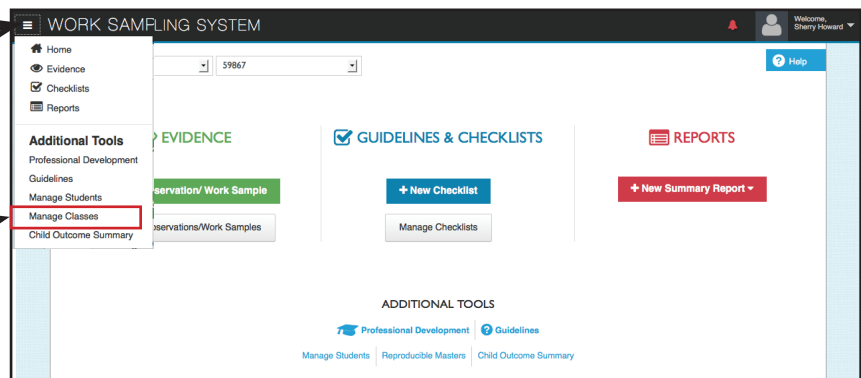 WORK SAMPLING SYSTEM
Welcome,
Sherry Howard
Home
Evidence
Checklists
Reports
Additional Tools
Professional Development
Guidelines
Manage Students
Manage Classes
Child Outcome Summary
59867
Help
EVIDENCE
servation/ Work Sample
servations/Work Samples
GUIDELINES & CHECKLISTS
+ New Checklist
Manage Checklists
REPORTS
+ New Summary Report
ADDITIONAL TOOLS
Professional Development Guidelines
Manage Students Reproducible Masters Child Outcome Summary